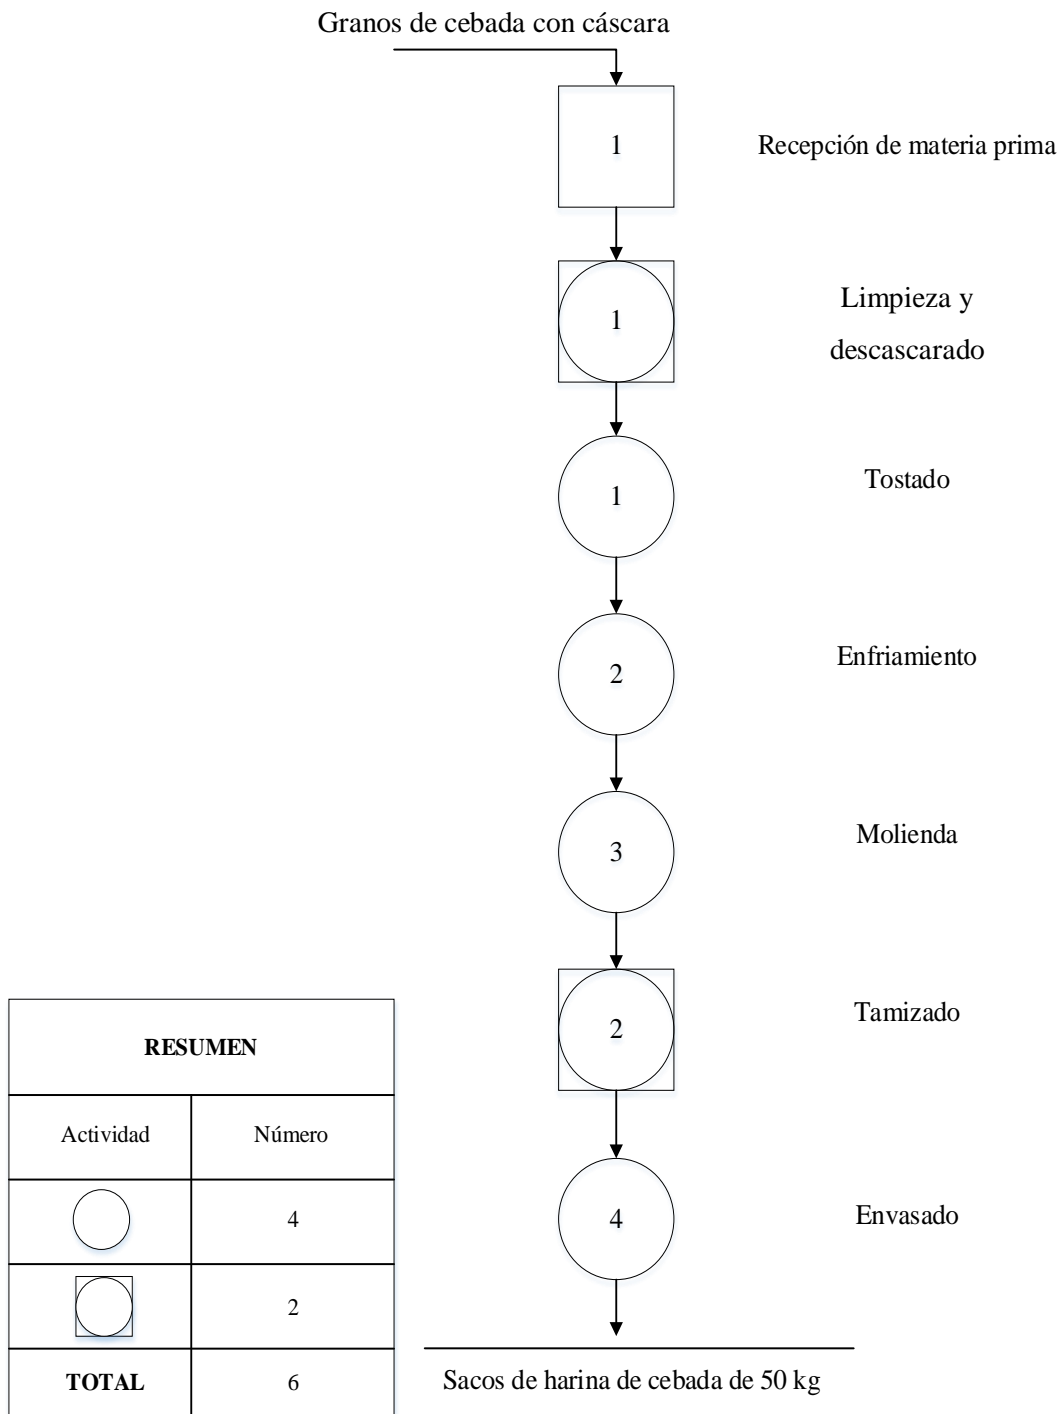 Granos de cebada con cáscara
1
Recepción de materia prima
1
Limpieza y
descascarado
1
Tostado
2
Enfriamiento
3
Molienda
2
Tamizado
4
Envasado
Sacos de harina de cebada de 50 kg
RESUMEN
Actividad Número
4
2
TOTAL 6